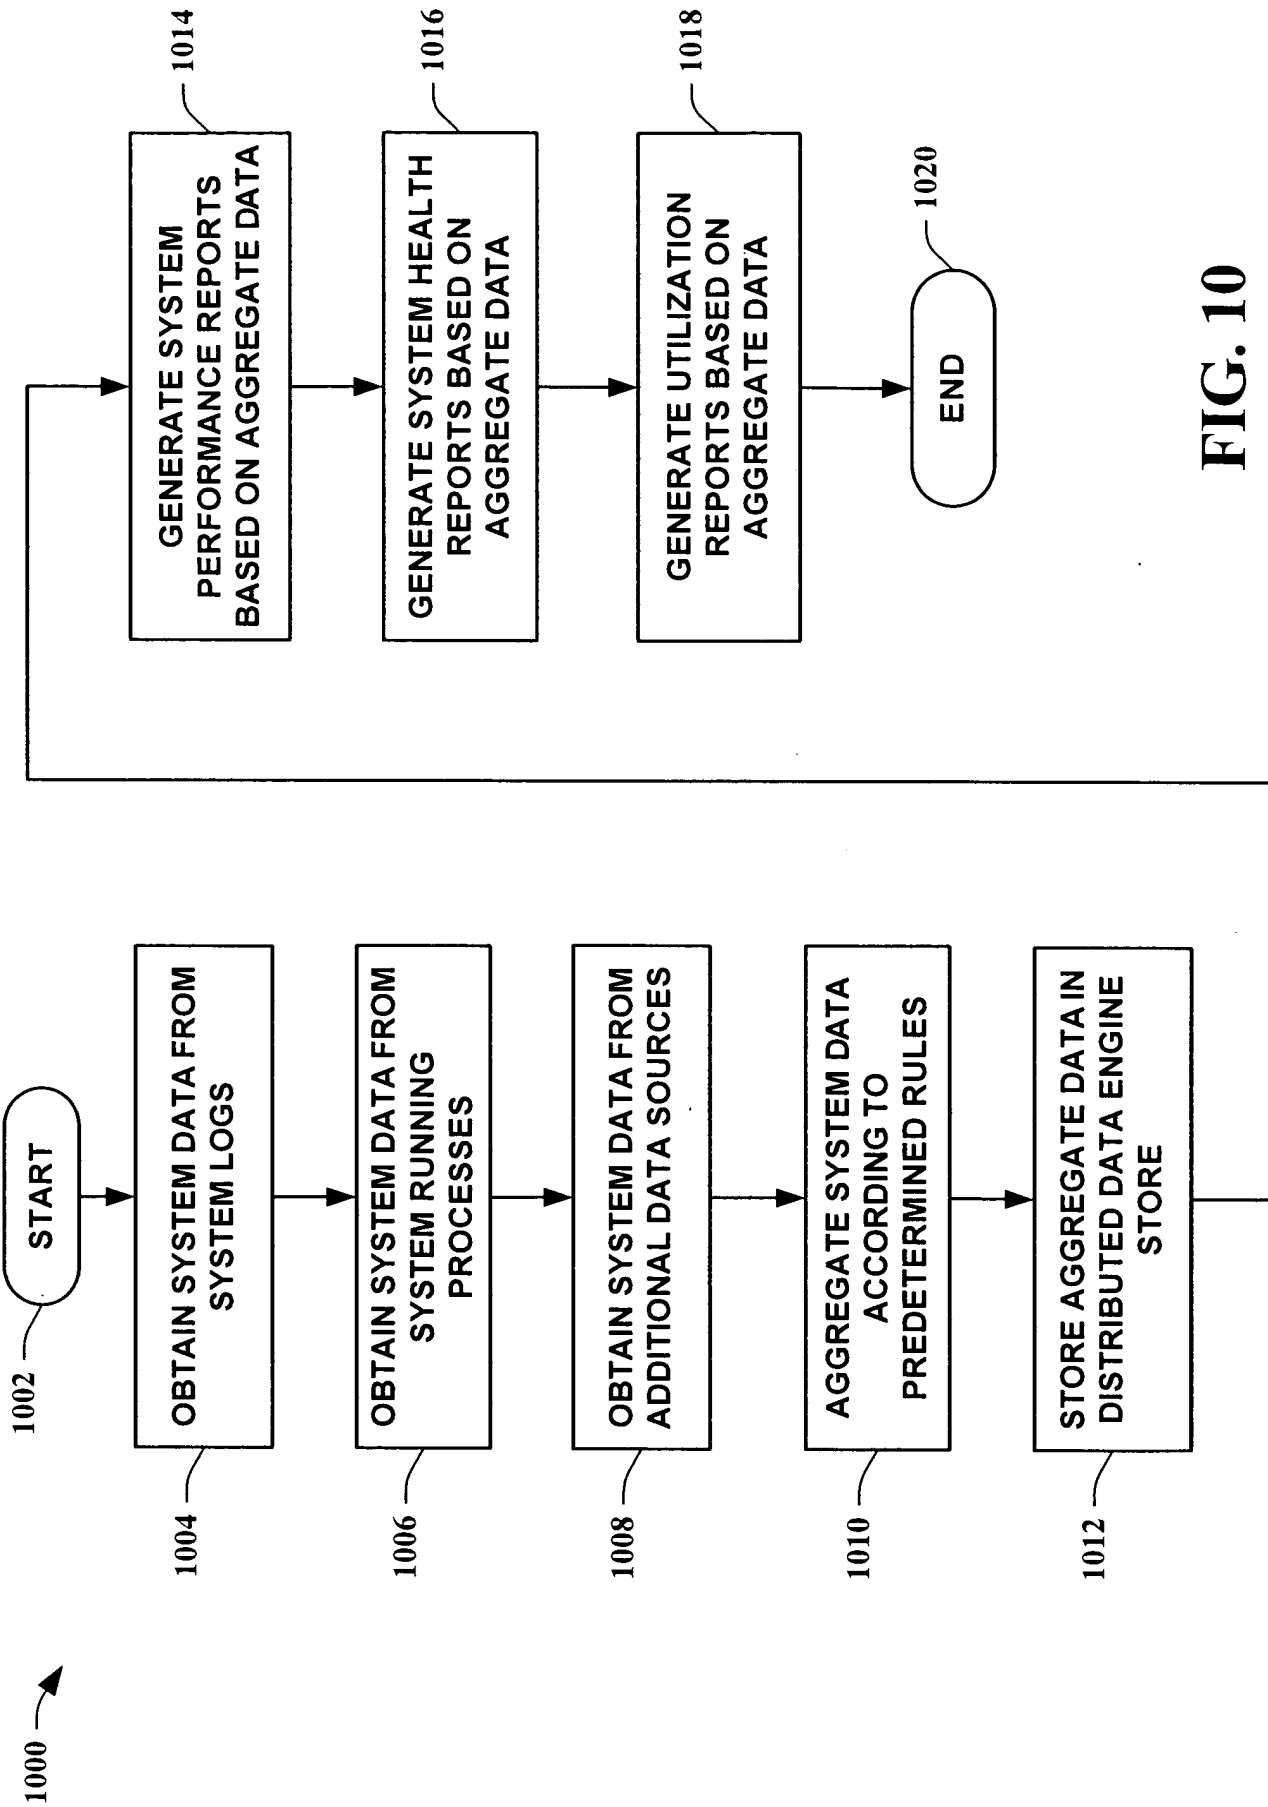 1000
1002
START
1004
OBTAIN SYSTEM DATA FROM
SYSTEM LOGS
1006
OBTAIN SYSTEM DATA FROM
SYSTEM RUNNING
PROCESSES
1008
OBTAIN SYSTEM DATA FROM
ADDITIONAL DATA SOURCES
1010
AGGREGATE SYSTEM DATA
ACCORDING TO
PREDETERMINED RULES
1012
STORE AGGREGATE DATA IN
DISTRIBUTED DATA ENGINE
STORE
1014
GENERATE SYSTEM
PERFORMANCE REPORTS
BASED ON AGGREGATE DATA
1016
GENERATE SYSTEM HEALTH
REPORTS BASED ON
AGGREGATE DATA
1018
GENERATE UTILIZATION
REPORTS BASED ON
AGGREGATE DATA
1020
END
FIG. 10